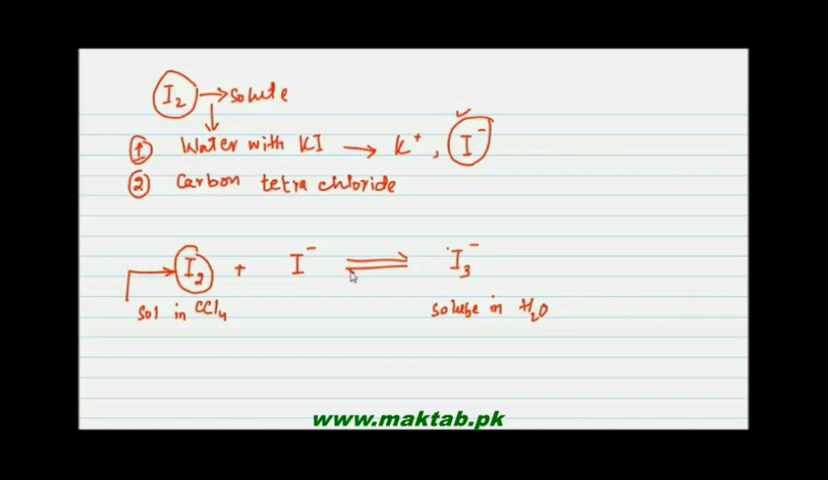 I₂ → Solute
↓
① Water with KI → K⁺, I⁻
② Carbon tetra chloride
I₂ + I⁻ ⇌ I₃⁻
Sol in CCl₄ soluble in H₂O
www.maktab.pk